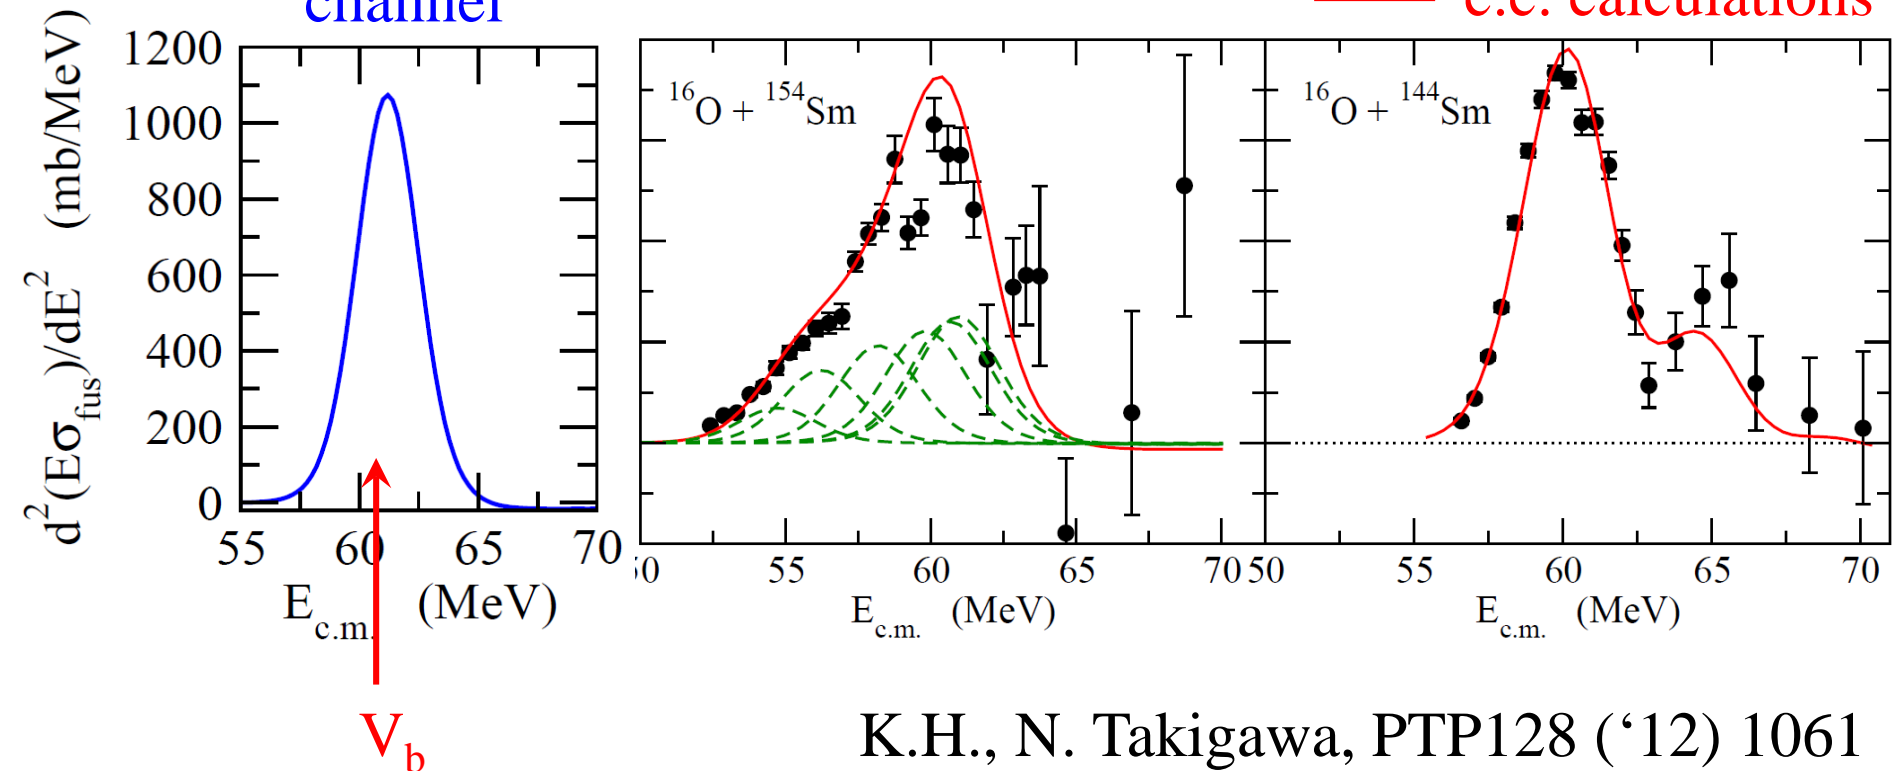 channel
c.c. calculations
d²(Eσfus)/dE² (mb/MeV)
1200
1000
800
600
400
200
0
55 60 65 70
Ec.m. (MeV)
Vb
¹⁶O + ¹⁵⁴Sm
55 60 65 70
Ec.m. (MeV)
¹⁶O + ¹⁴⁴Sm
50 55 60 65 70
Ec.m. (MeV)
K.H., N. Takigawa, PTP128 (‘12) 1061